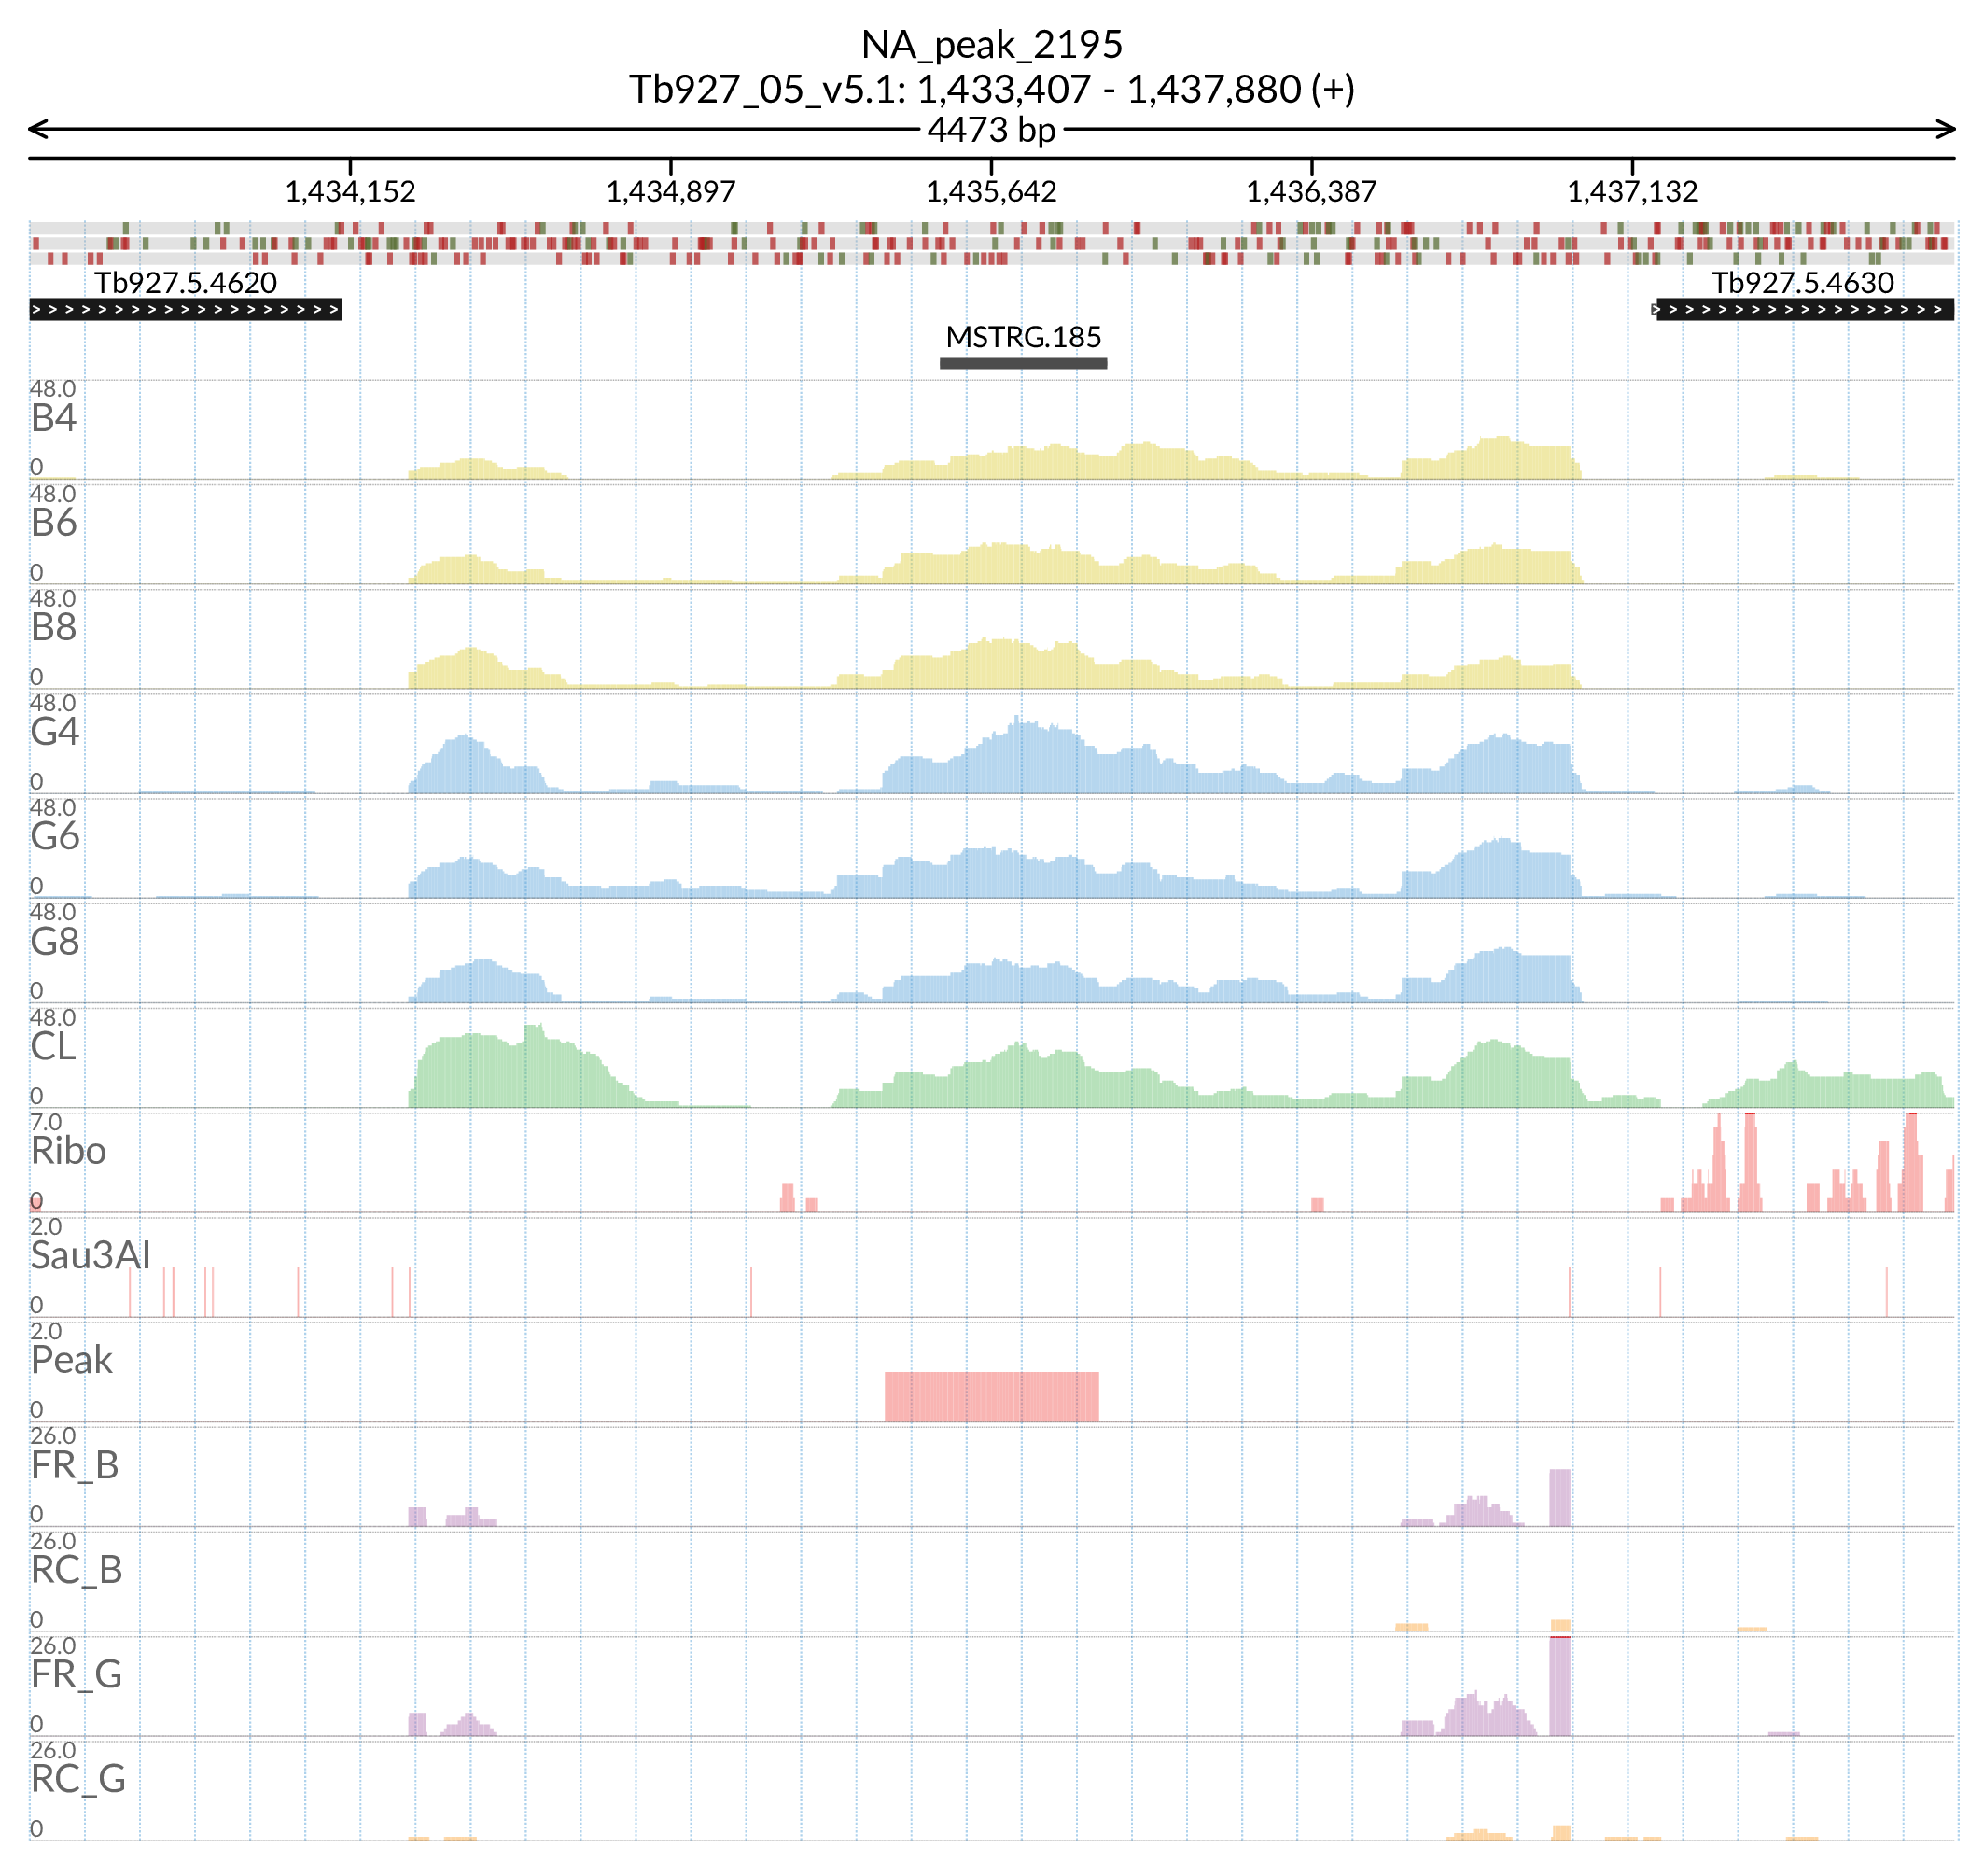 NA_peak_2195
Tb927_05_v5.1: 1,433,407 - 1,437,880 (+)
4473 bp
1,434,152 1,434,897 1,435,642 1,436,387 1,437,132
Tb927.5.4620 Tb927.5.4630
MSTRG.185
48.0
B4
0
48.0
B6
0
48.0
B8
0
48.0
G4
0
48.0
G6
0
48.0
G8
0
48.0
CL
0
7.0
Ribo
0
2.0
Sau3AI
0
2.0
Peak
0
26.0
FR_B
0
26.0
RC_B
0
26.0
FR_G
0
26.0
RC_G
0